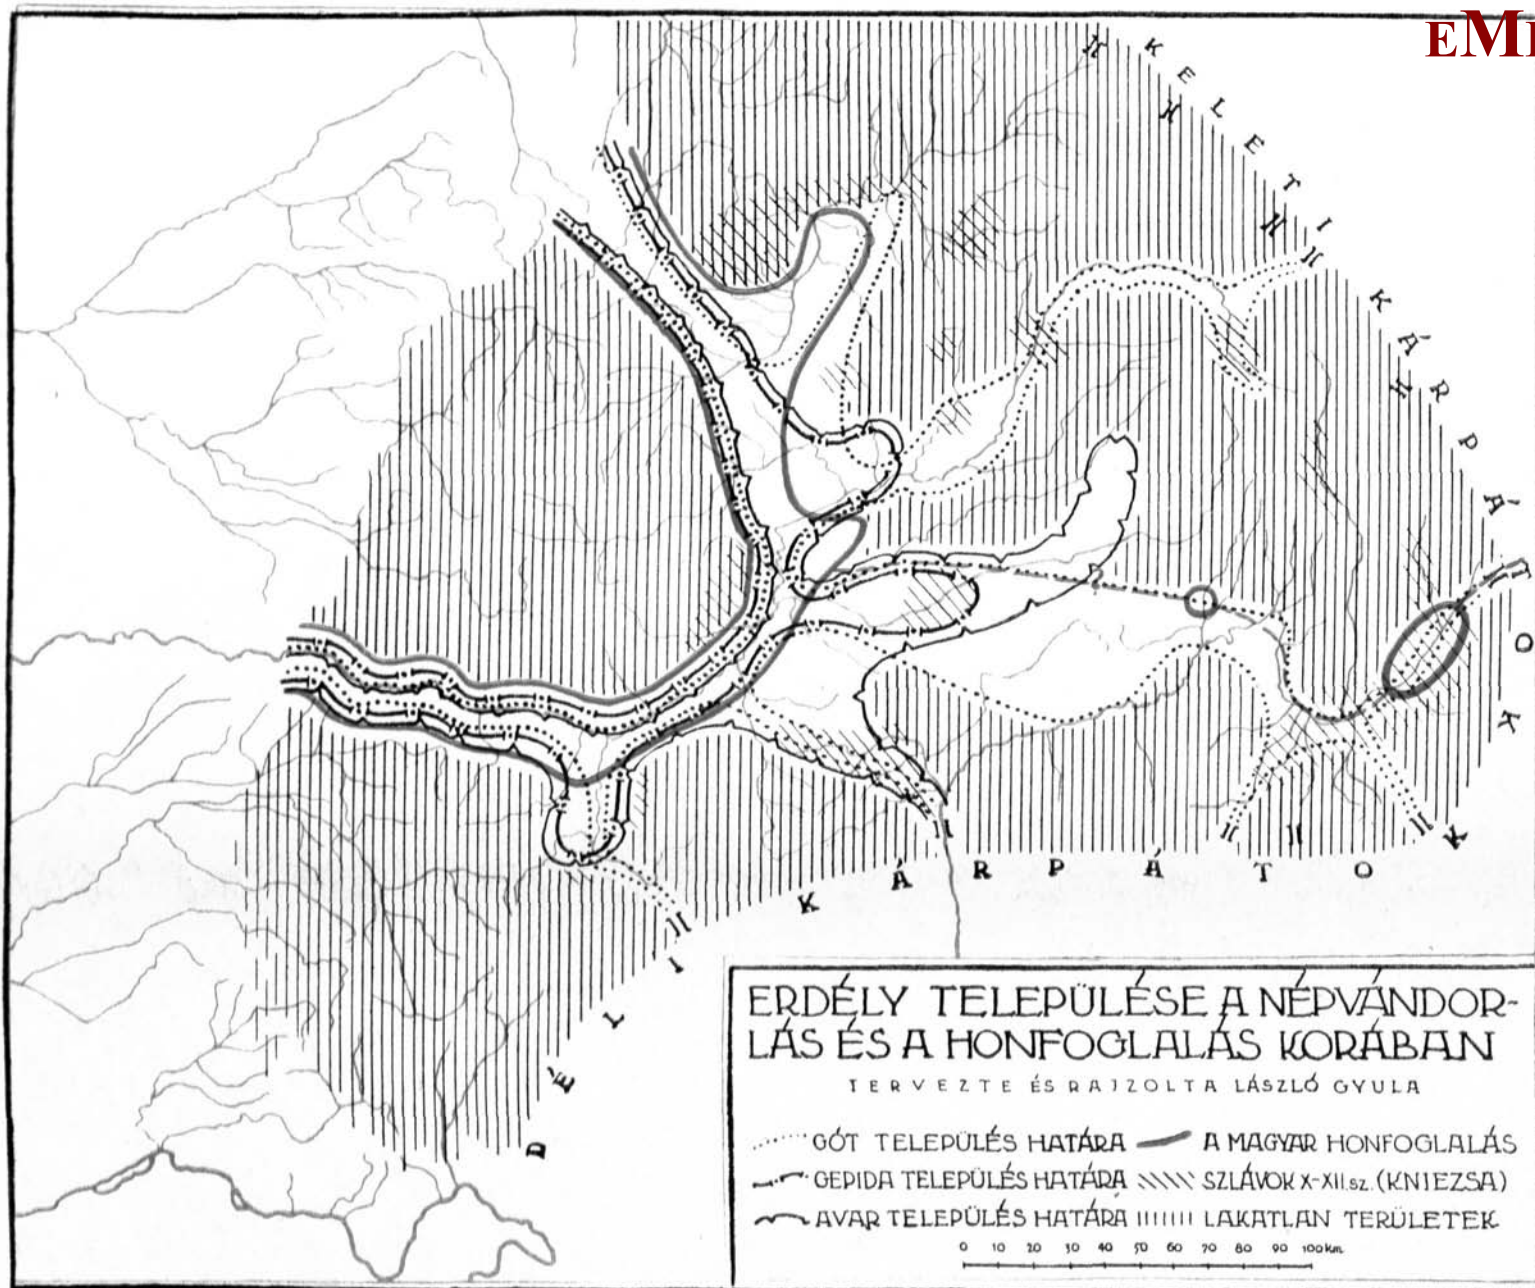 EME
KELETI KÁRPÁTOK
DÉLI KÁRPÁTOK
ERDÉLY TELEPÜLÉSE A NÉPVÁNDOR-
LÁS ÉS A HONFOGLALÁS KORÁBAN
TERVEZTE ÉS RAJZOLTA LÁSZLÓ GYULA
GÓT TELEPÜLÉS HATÁRA
A MAGYAR HONFOGLALÁS
GEPIDA TELEPÜLÉS HATÁRA
SZLÁVOK X-XII.SZ. (KNIEZSA)
AVAR TELEPÜLÉS HATÁRA
LAKATLAN TERÜLETEK
0 10 20 30 40 50 60 70 80 90 100 km.